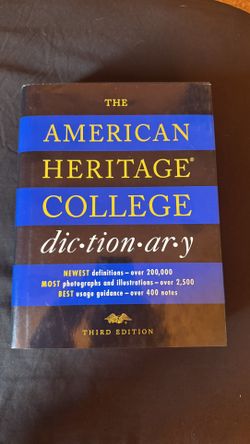 THE
AMERICAN
HERITAGE®
COLLEGE
dic•tion•ar•y
NEWEST definitions – over 200,000
MOST photographs and illustrations – over 2,500
BEST usage guidance – over 400 notes
THIRD EDITION